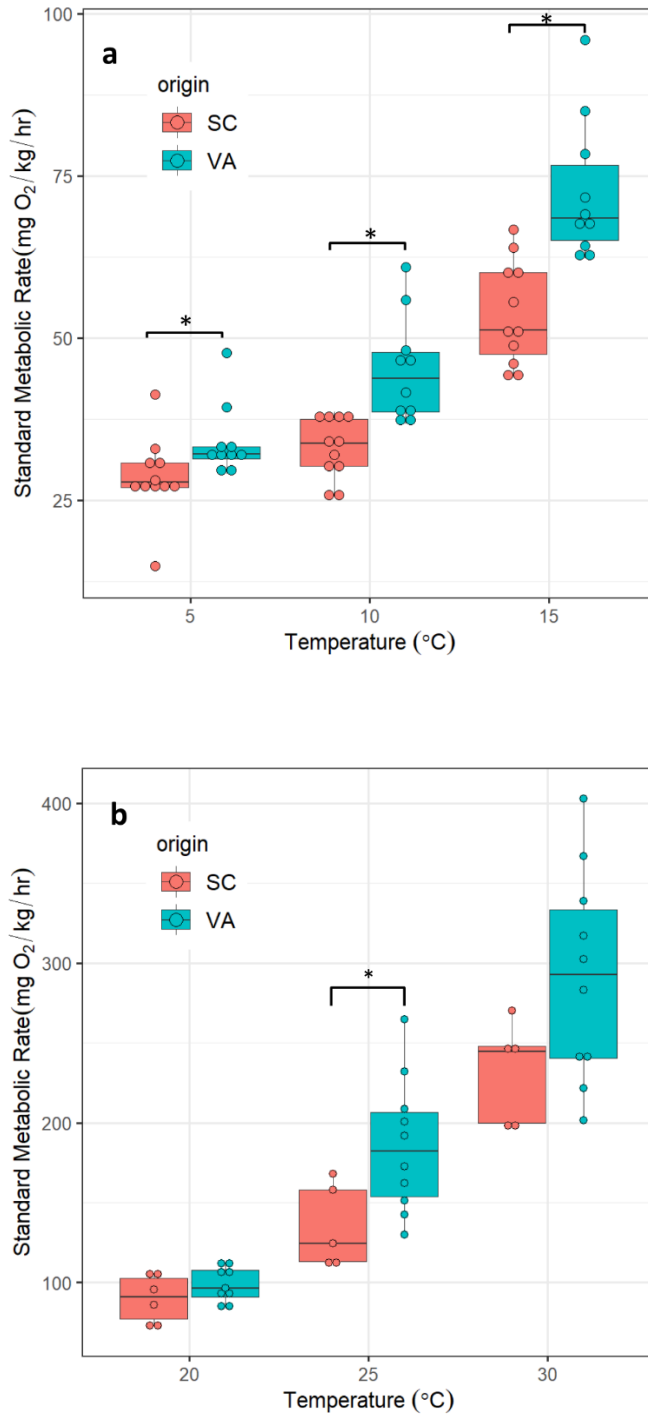 a
origin
SC
VA
*
*
*
100
75
50
25
Standard Metabolic Rate(mg O₂/kg/hr)
5 10 15
Temperature (°C)
b
origin
SC
VA
*
400
300
200
100
Standard Metabolic Rate(mg O₂/kg/hr)
20 25 30
Temperature (°C)